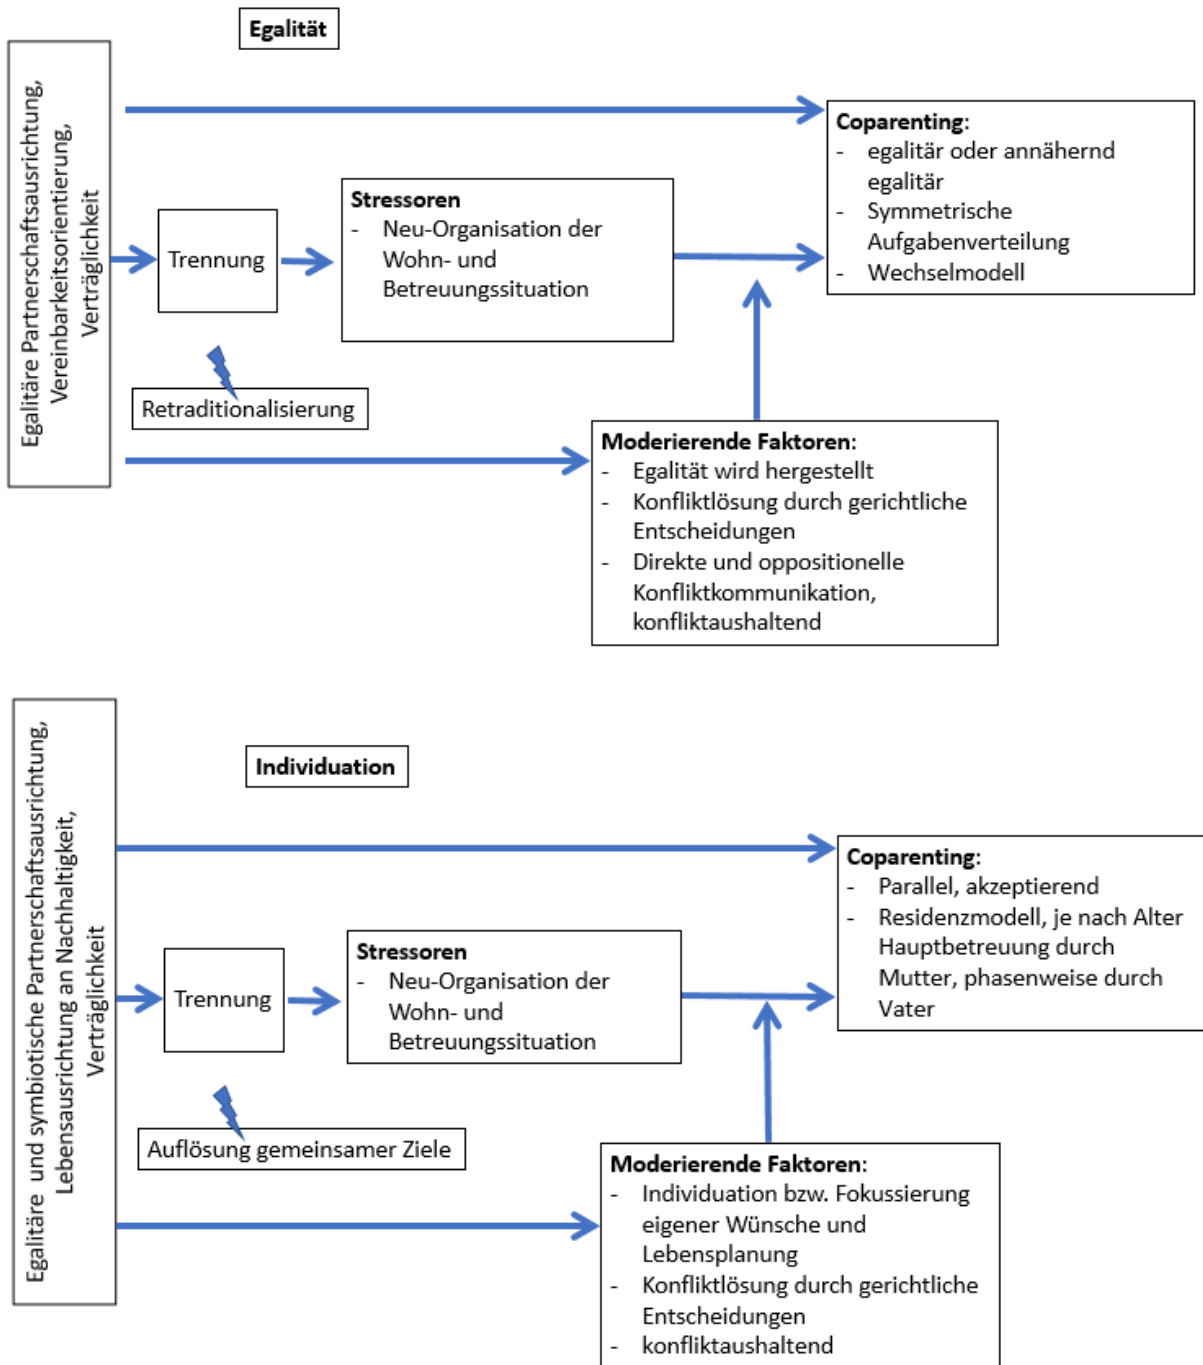 Egalität
Egalitäre Partnerschaftsausrichtung,
Vereinbarkeitsorientierung,
Verträglichkeit
Trennung
Retraditionalisierung
Stressoren
- Neu-Organisation der
Wohn- und
Betreuungssituation
Coparenting:
- egalitär oder annähernd
egalitär
- Symmetrische
Aufgabenverteilung
- Wechselmodell
Moderierende Faktoren:
- Egalität wird hergestellt
- Konfliktlösung durch gerichtliche
Entscheidungen
- Direkte und oppositionelle
Konfliktkommunikation,
konfliktaushaltend
Individuation
Egalitäre und symbiotische Partnerschaftsausrichtung,
Lebensausrichtung an Nachhaltigkeit,
Verträglichkeit
Trennung
Auflösung gemeinsamer Ziele
Stressoren
- Neu-Organisation der
Wohn- und
Betreuungssituation
Coparenting:
- Parallel, akzeptierend
- Residenzmodell, je nach Alter
Hauptbetreuung durch
Mutter, phasenweise durch
Vater
Moderierende Faktoren:
- Individuation bzw. Fokussierung
eigener Wünsche und
Lebensplanung
- Konfliktlösung durch gerichtliche
Entscheidungen
- konfliktaushaltend